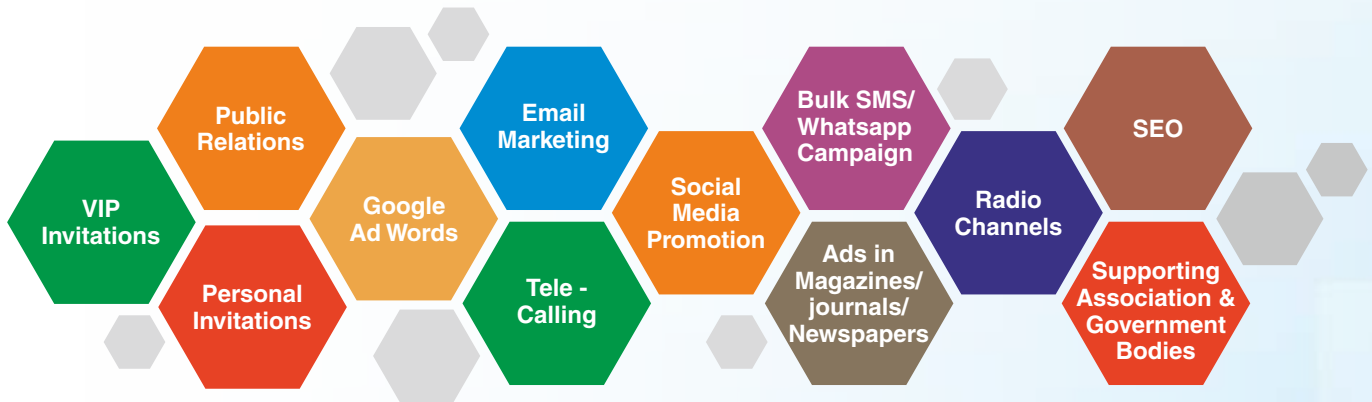 VIP
Invitations
Public
Relations
Personal
Invitations
Google
Ad Words
Email
Marketing
Tele -
Calling
Social
Media
Promotion
Bulk SMS/
Whatsapp
Campaign
Ads in
Magazines/
journals/
Newspapers
Radio
Channels
SEO
Supporting
Association &
Government
Bodies